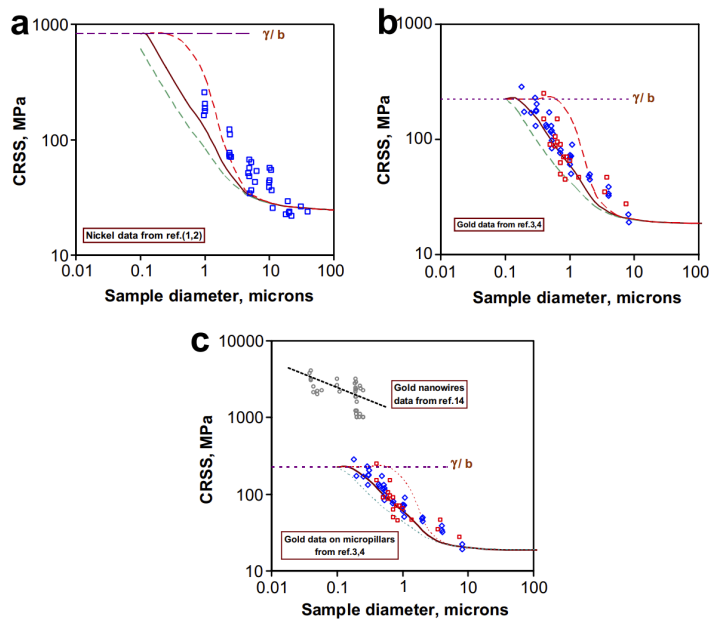 a
1000
100
10
CRSS, MPa
γ/ b
Nickel data from ref.(1,2)
0.01 0.1 1 10 100
Sample diameter, microns
b
1000
100
10
CRSS, MPa
γ/ b
Gold data from ref.3,4
0.01 0.1 1 10 100
Sample diameter, microns
c
10000
1000
100
10
CRSS, MPa
Gold nanowires
data from ref.14
γ/ b
Gold data on micropillars
from ref.3,4
0.01 0.1 1 10 100
Sample diameter, microns